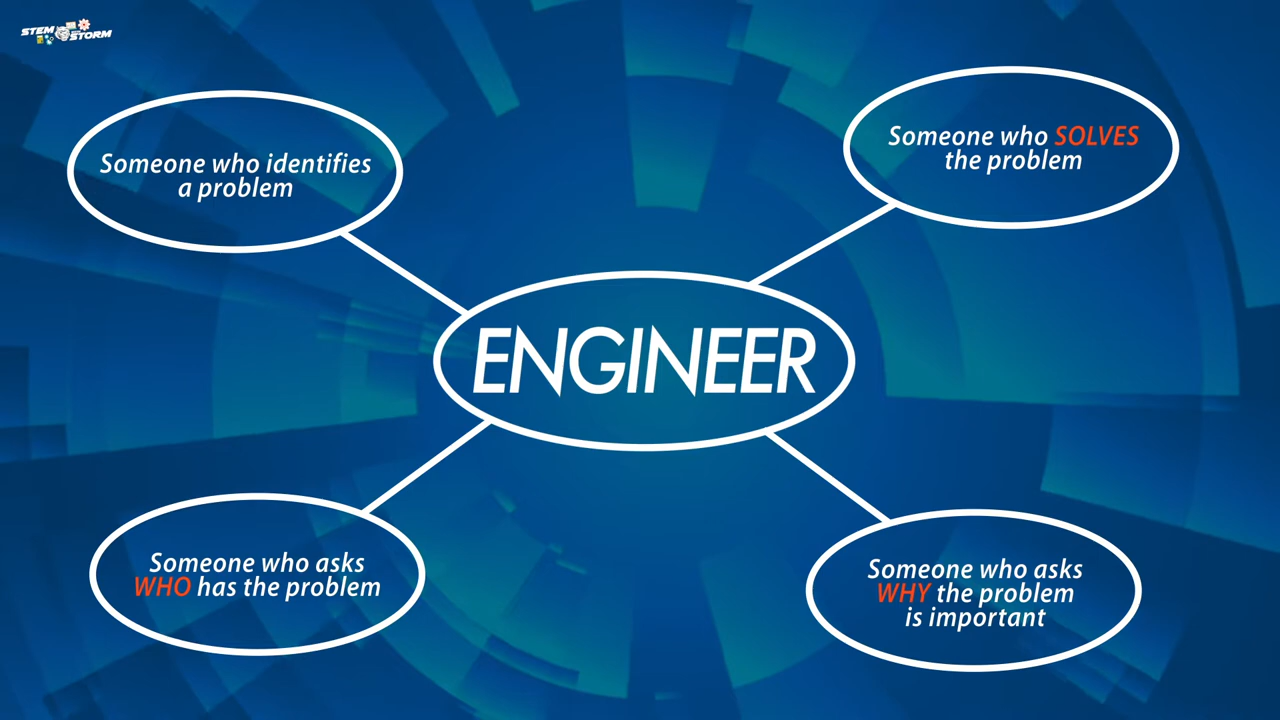 STEM STORM
Someone who identifies
a problem
Someone who SOLVES
the problem
ENGINEER
Someone who asks
WHO has the problem
Someone who asks
WHY the problem
is important